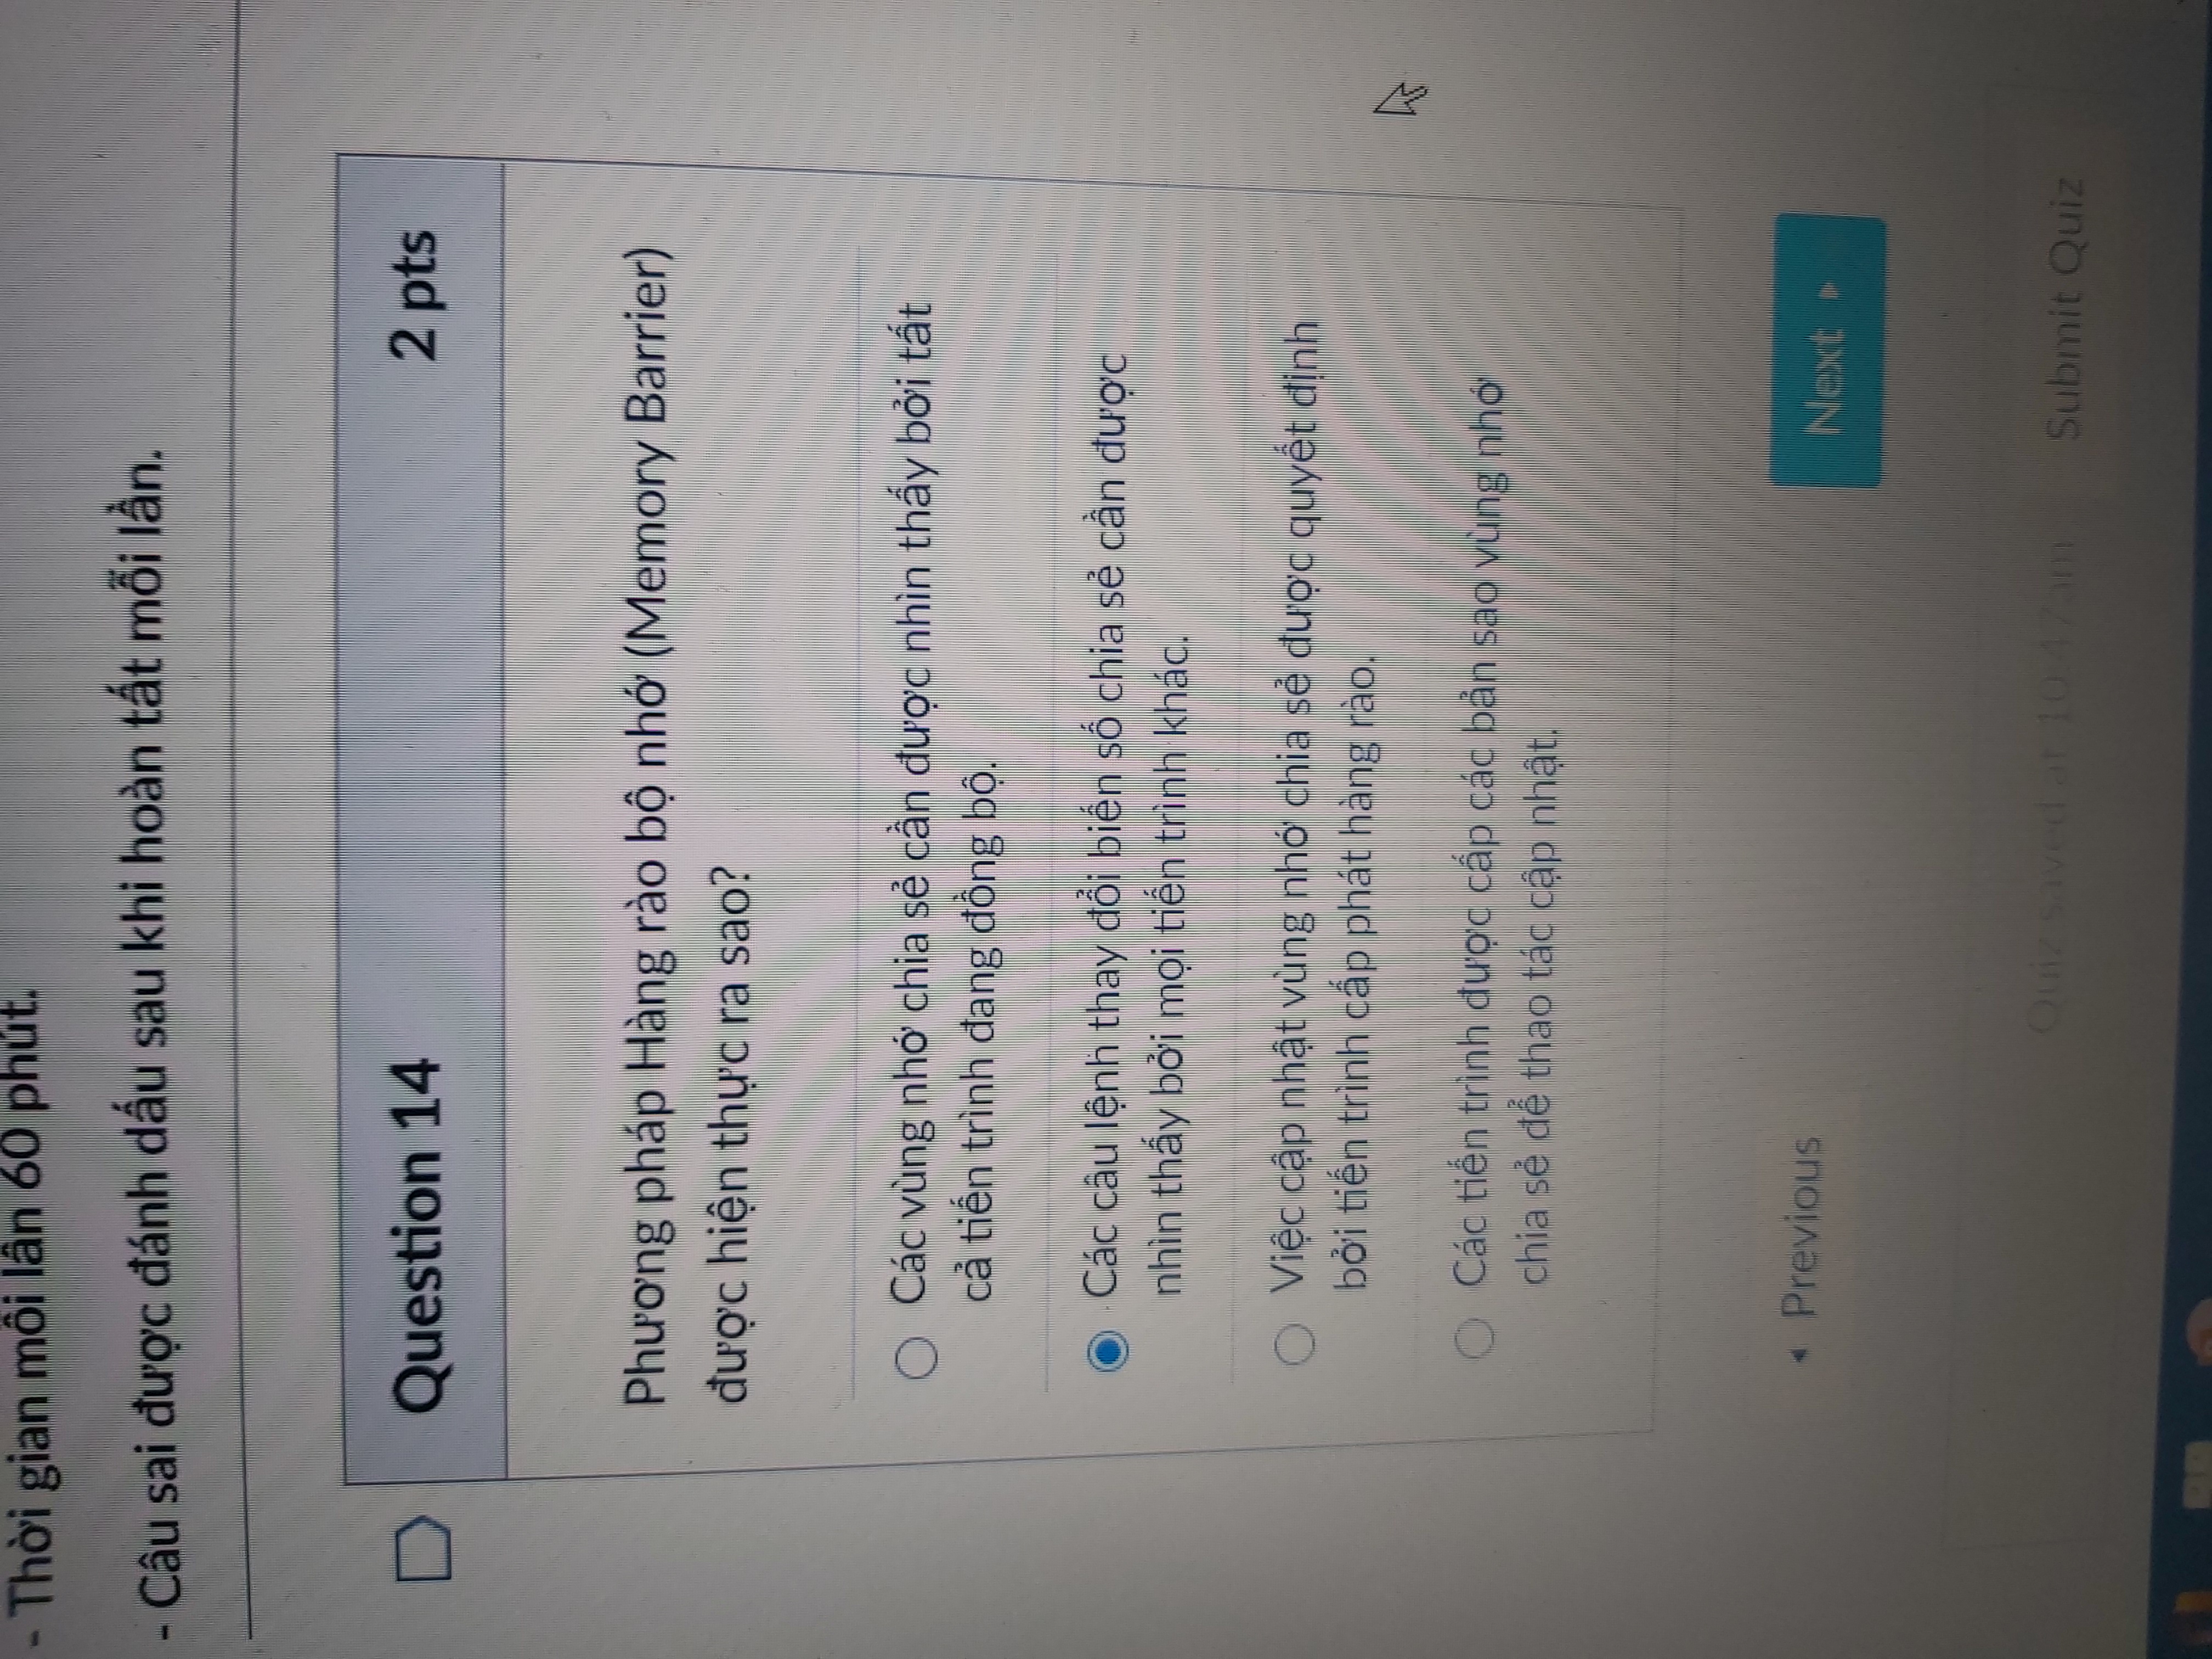 - Thời gian mỗi lần 60 phút.
- Câu sai được đánh dấu sau khi hoàn tất mỗi lần.
Question 14
2 pts
Phương pháp Hàng rào bộ nhớ (Memory Barrier)
được hiện thực ra sao?
Các vùng nhớ chia sẻ cần được nhìn thấy bởi tất
cả tiến trình đang đồng bộ.
Các câu lệnh thay đổi biến số chia sẻ cần được
nhìn thấy bởi mọi tiến trình khác.
Việc cập nhật vùng nhớ chia sẻ được quyết định
bởi tiến trình cấp phát hàng rào.
Các tiến trình được cấp các bản sao vùng nhớ
chia sẻ để thao tác cập nhật.
Previous
Next
Quiz saved at 10:47am
Submit Quiz